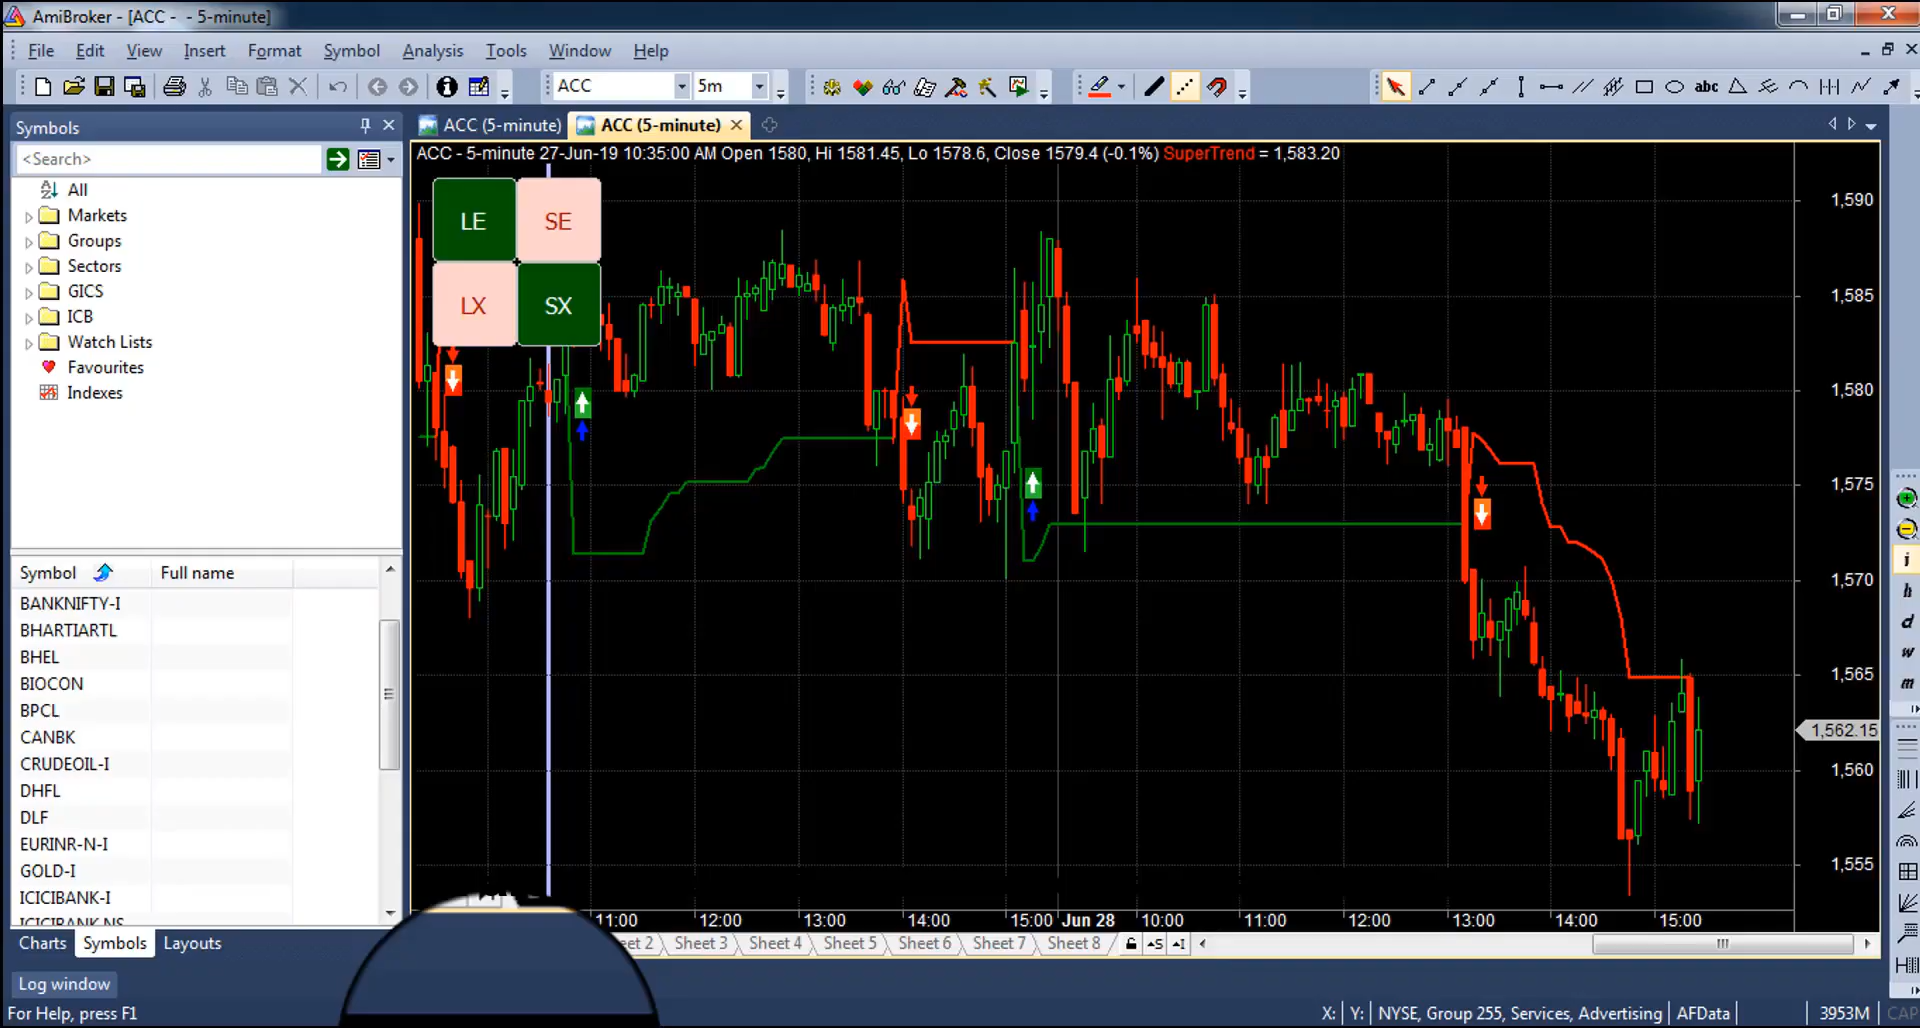 AmiBroker - [ACC - - 5-minute]
File Edit View Insert Format Symbol Analysis Tools Window Help
ACC 5m abc
Symbols
ACC (5-minute) ACC (5-minute)
<Search>
ACC - 5-minute 27-Jun-19 10:35:00 AM Open 1580, Hi 1581.45, Lo 1578.6, Close 1579.4 (-0.1%) SuperTrend = 1,583.20
All
Markets
Groups
Sectors
GICS
ICB
Watch Lists
Favourites
Indexes
LE SE
LX SX
1,590
1,585
1,580
1,575
1,570
1,565
1,562.15
1,560
1,555
i
h
d
w
m
Symbol Full name
BANKNIFTY-I
BHARTIARTL
BHEL
BIOCON
BPCL
CANBK
CRUDEOIL-I
DHFL
DLF
EURINR-N-I
GOLD-I
ICICIBANK-I
ICICIBANK-NS
11:00 12:00 13:00 14:00 15:00 Jun 28 10:00 11:00 12:00 13:00 14:00 15:00
Charts Symbols Layouts
eet 2 Sheet 3 Sheet 4 Sheet 5 Sheet 6 Sheet 7 Sheet 8
Log window
For Help, press F1
X: Y: NYSE, Group 255, Services, Advertising AFData 3953M CAP